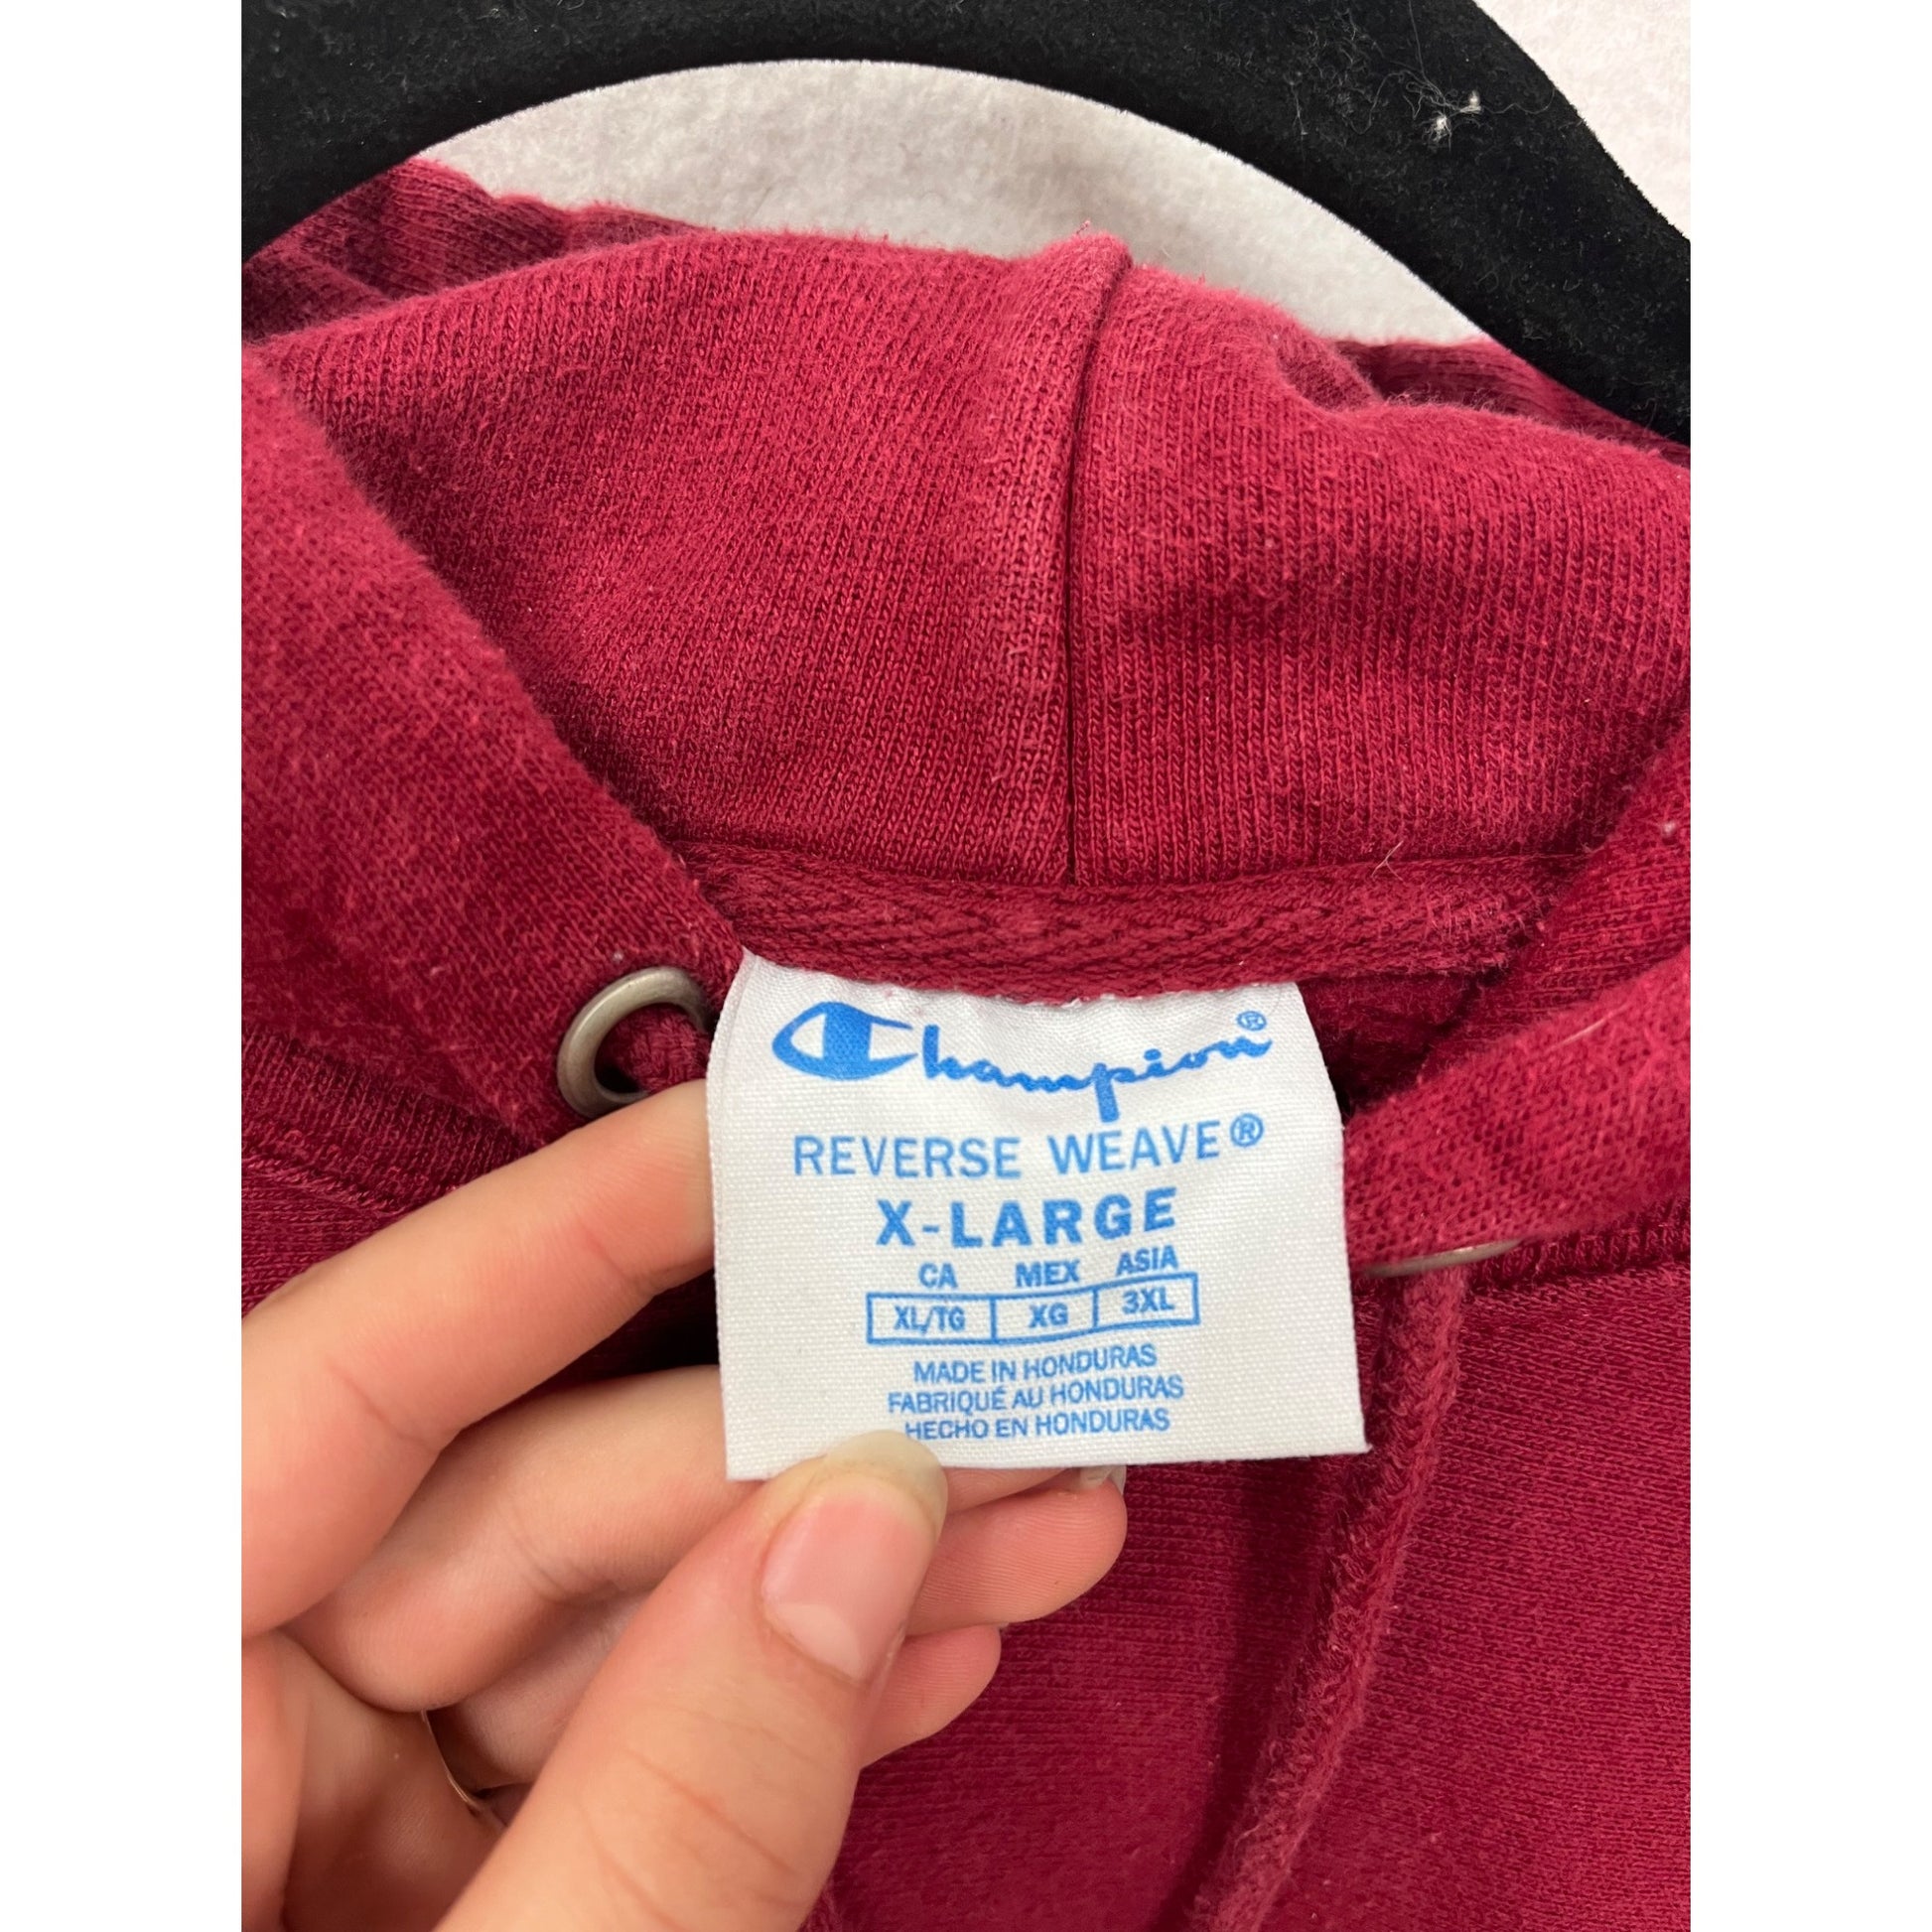 Champion®
REVERSE WEAVE®
X-LARGE
CA MEX ASIA
XL/TG XG 3XL
MADE IN HONDURAS
FABRIQUÉ AU HONDURAS
HECHO EN HONDURAS